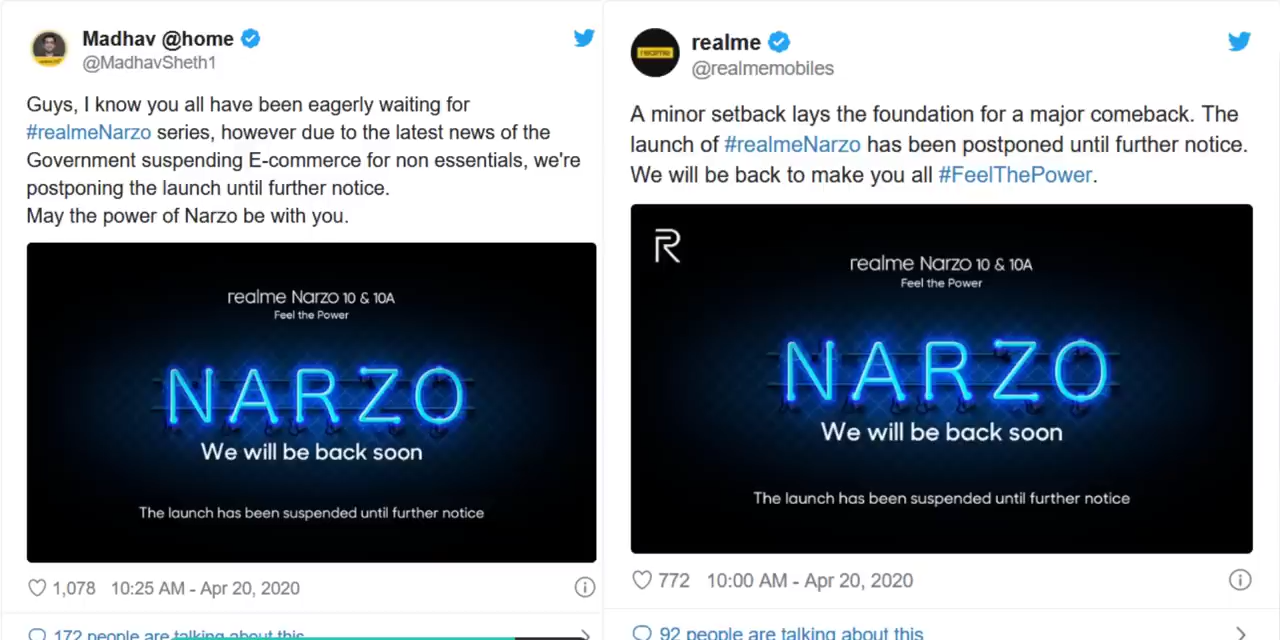 Madhav @home
@MadhavSheth1
Guys, I know you all have been eagerly waiting for
#realmeNarzo series, however due to the latest news of the
Government suspending E-commerce for non essentials, we're
postponing the launch until further notice.
May the power of Narzo be with you.
realme Narzo 10 & 10A
Feel the Power
NARZO
We will be back soon
The launch has been suspended until further notice
1,078 10:25 AM - Apr 20, 2020
172 people are talking about this
realme
realme
@realmemobiles
A minor setback lays the foundation for a major comeback. The
launch of #realmeNarzo has been postponed until further notice.
We will be back to make you all #FeelThePower.
R
realme Narzo 10 & 10A
Feel the Power
NARZO
We will be back soon
The launch has been suspended until further notice
772 10:00 AM - Apr 20, 2020
92 people are talking about this